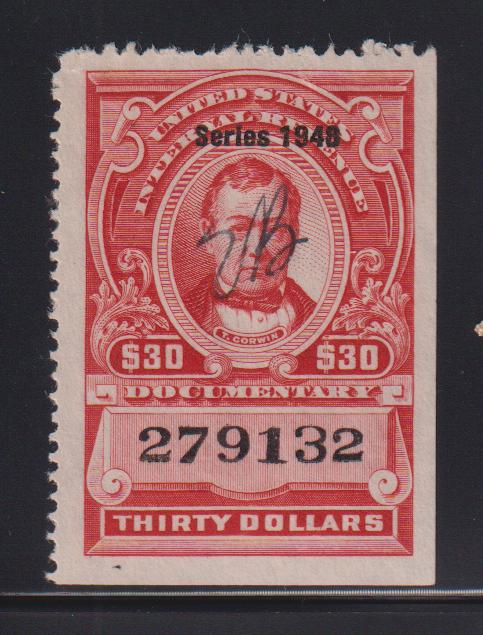 UNITED STATES
INTERNAL REVENUE
Series 1948
T. CORWIN
$30 $30
DOCUMENTARY
279132
THIRTY DOLLARS